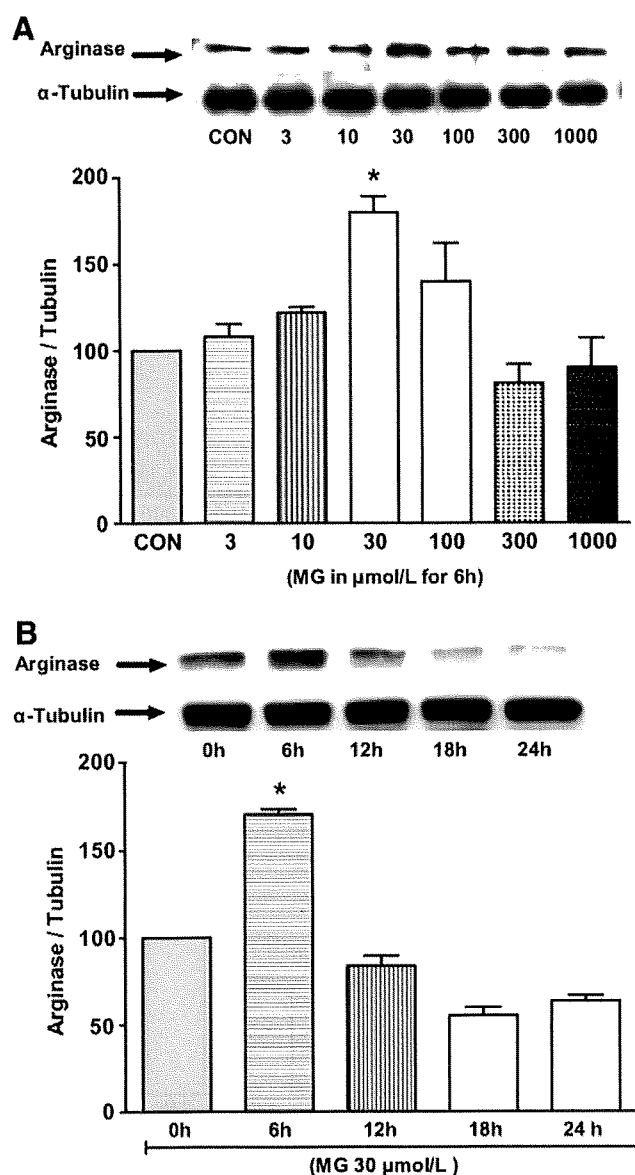 A
Arginase
α-Tubulin
CON 3 10 30 100 300 1000
200
*
150
100
50
0
Arginase / Tubulin
CON 3 10 30 100 300 1000
(MG in µmol/L for 6h)
B
Arginase
α-Tubulin
0h 6h 12h 18h 24h
200
*
150
100
50
0
Arginase / Tubulin
0h 6h 12h 18h 24 h
(MG 30 µmol/L )